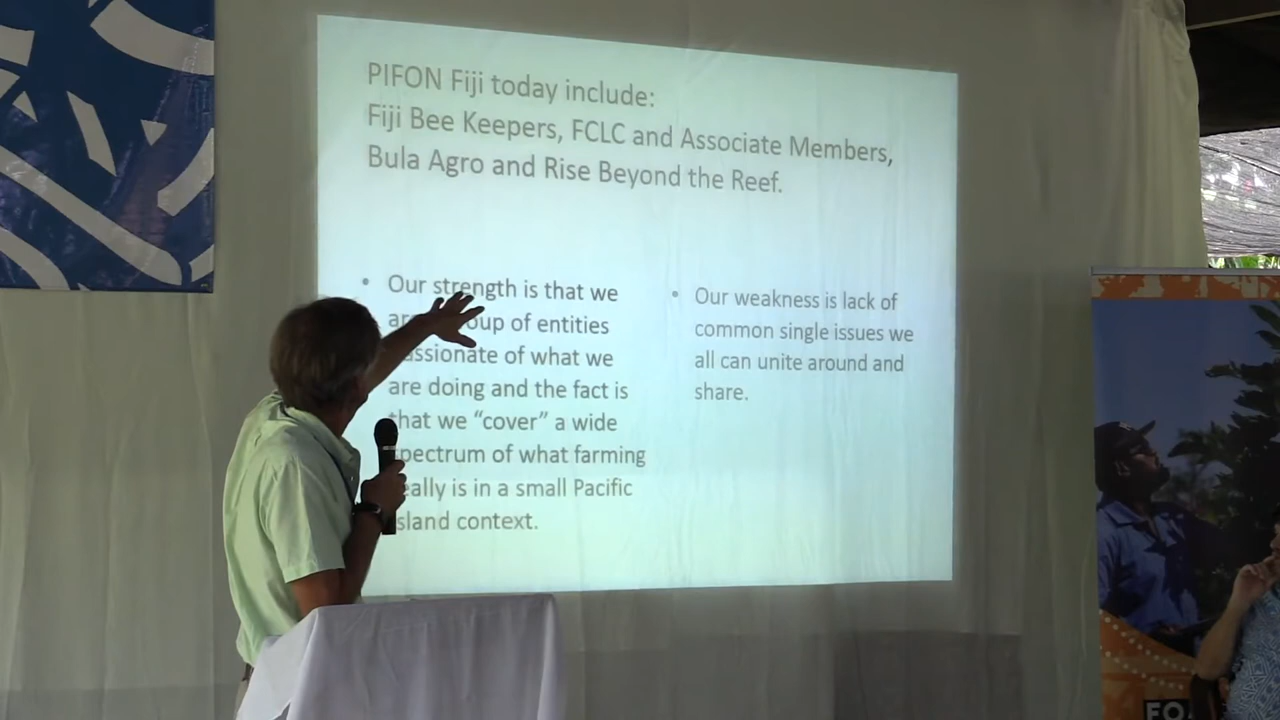 PIFON Fiji today include:
Fiji Bee Keepers, FCLC and Associate Members,
Bula Agro and Rise Beyond the Reef.
• Our strength is that we
oup of entities
assionate of what we
are doing and the fact is
that we “cover” a wide
pectrum of what farming
eally is in a small Pacific
sland context.
• Our weakness is lack of
common single issues we
all can unite around and
share.
FO